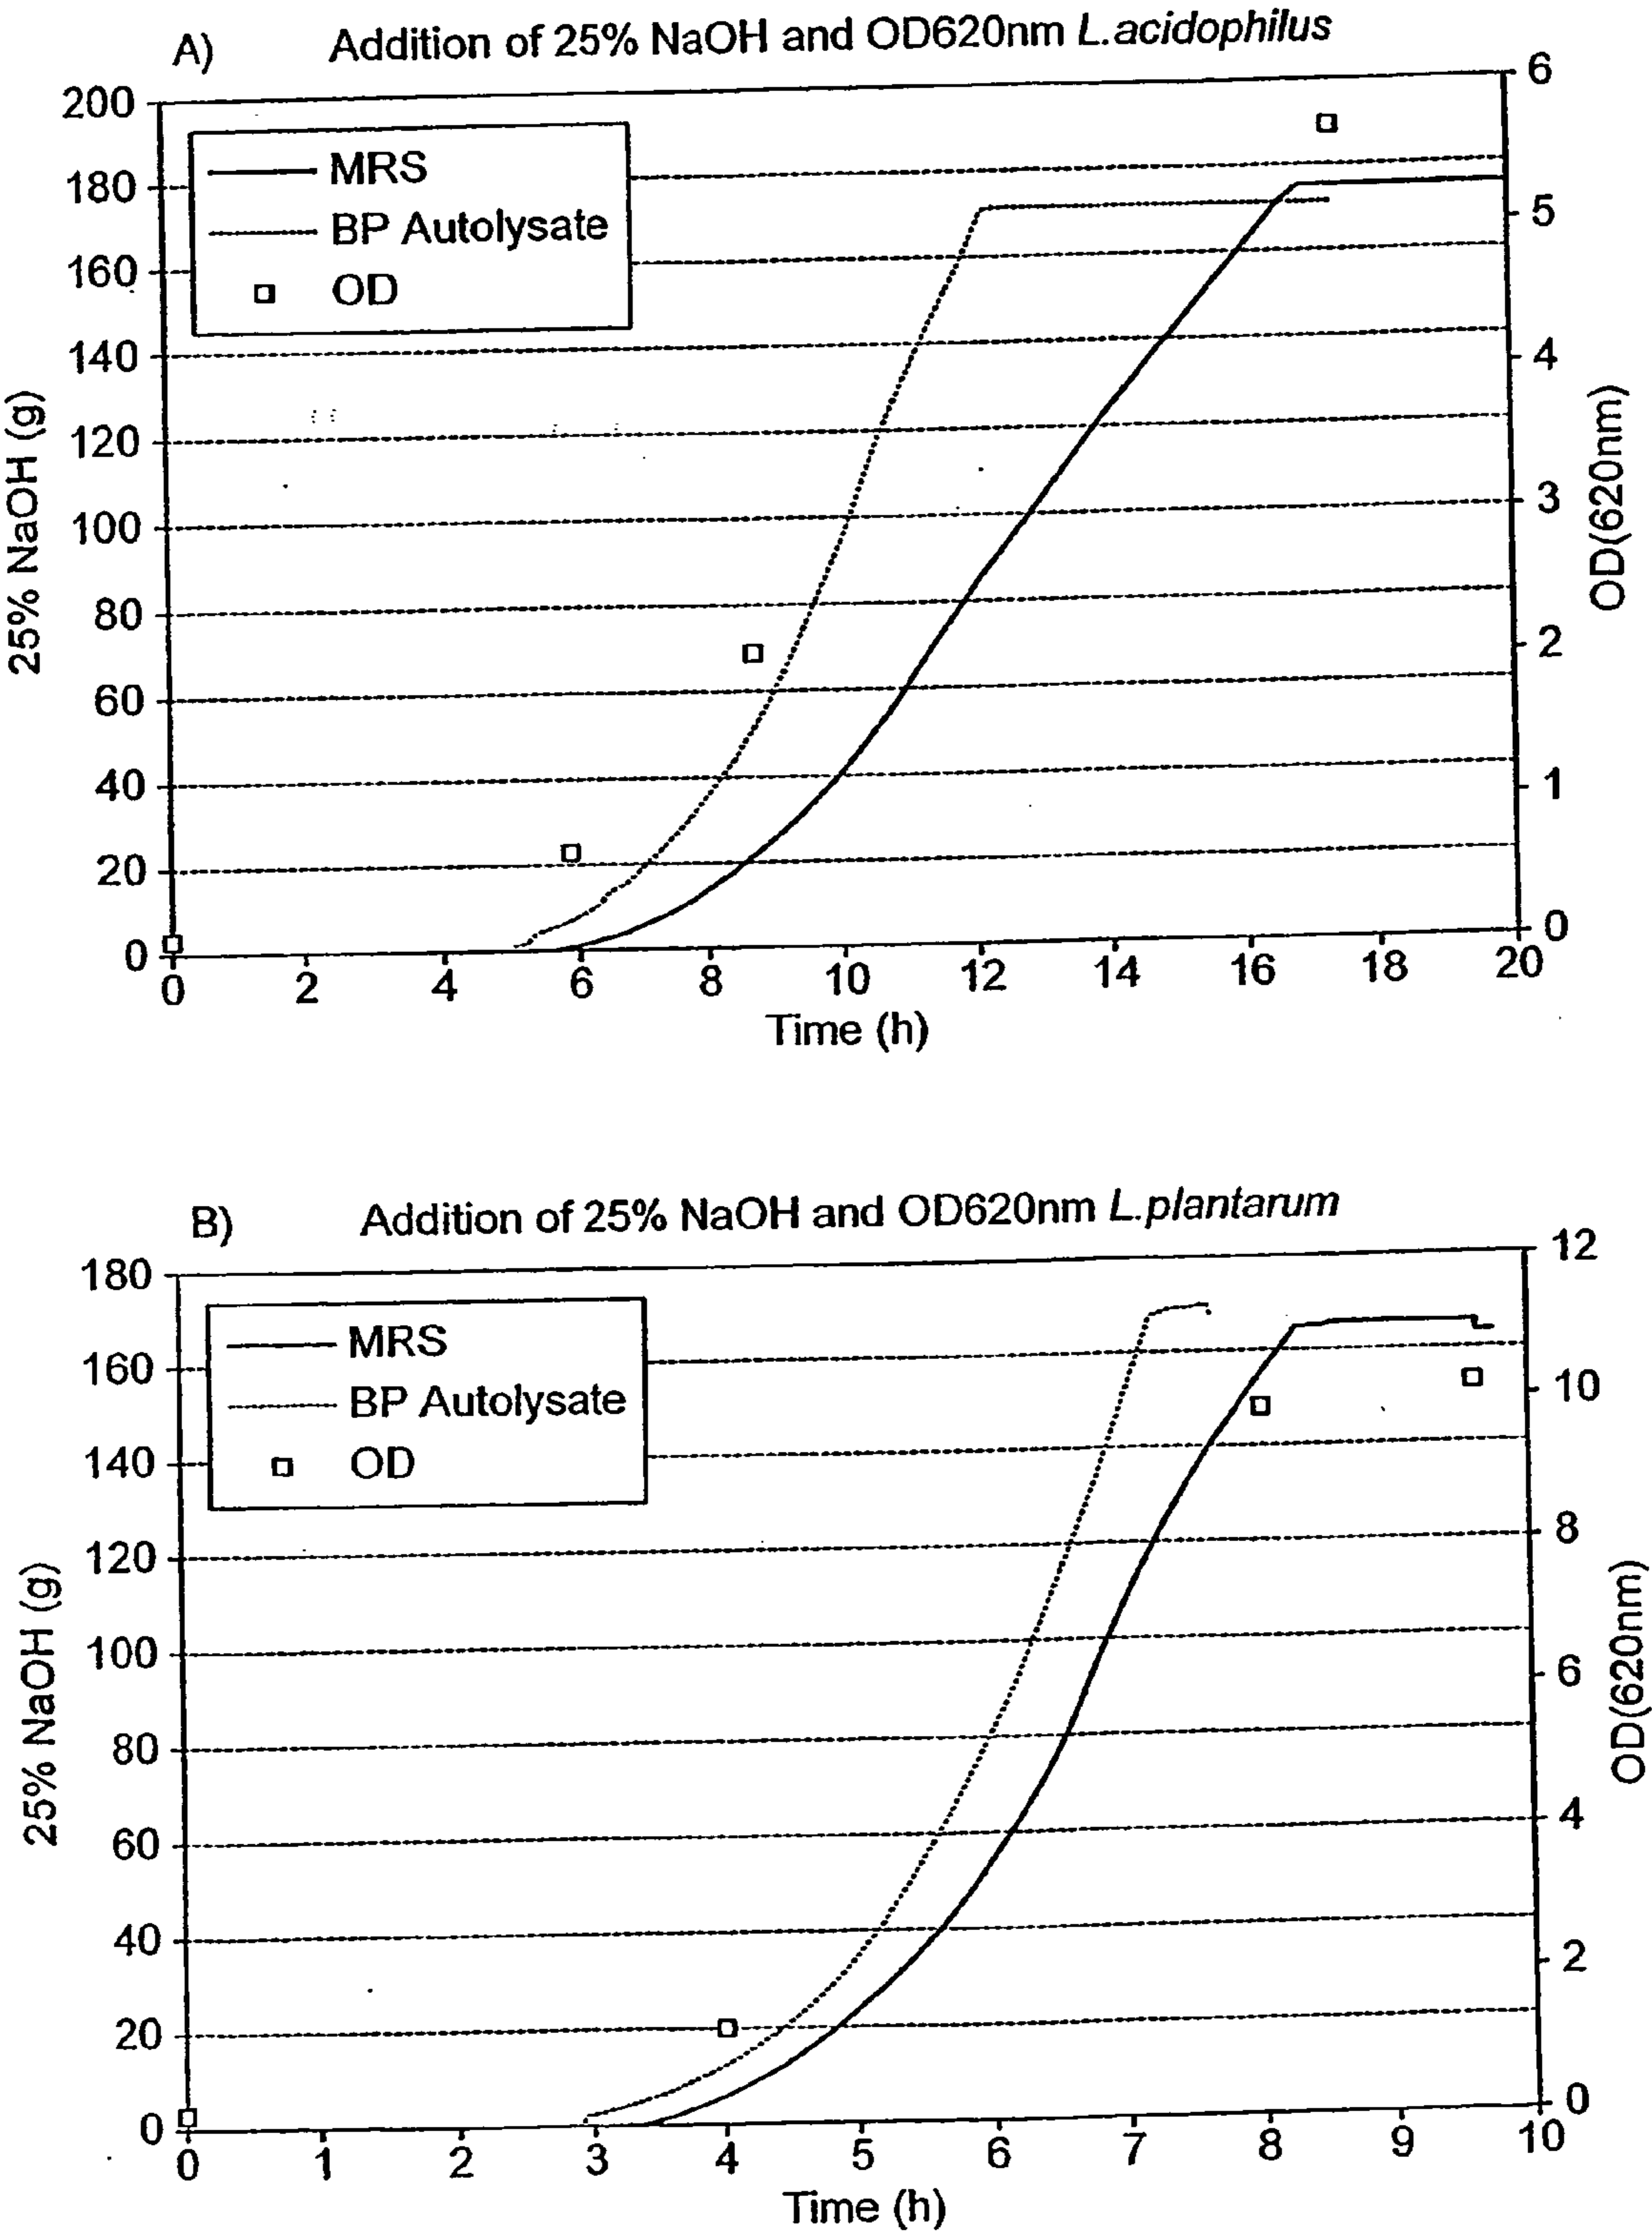 A) Addition of 25% NaOH and OD620nm L.acidophilus
200
180
160
140
120
100
80
60
40
20
0
25% NaOH (g)
MRS
BP Autolysate
OD
6
5
4
3
2
1
0
OD(620nm)
0 2 4 6 8 10 12 14 16 18 20
Time (h)
B) Addition of 25% NaOH and OD620nm L.plantarum
180
160
140
120
100
80
60
40
20
0
25% NaOH (g)
MRS
BP Autolysate
OD
12
10
8
6
4
2
0
OD(620nm)
0 1 2 3 4 5 6 7 8 9 10
Time (h)